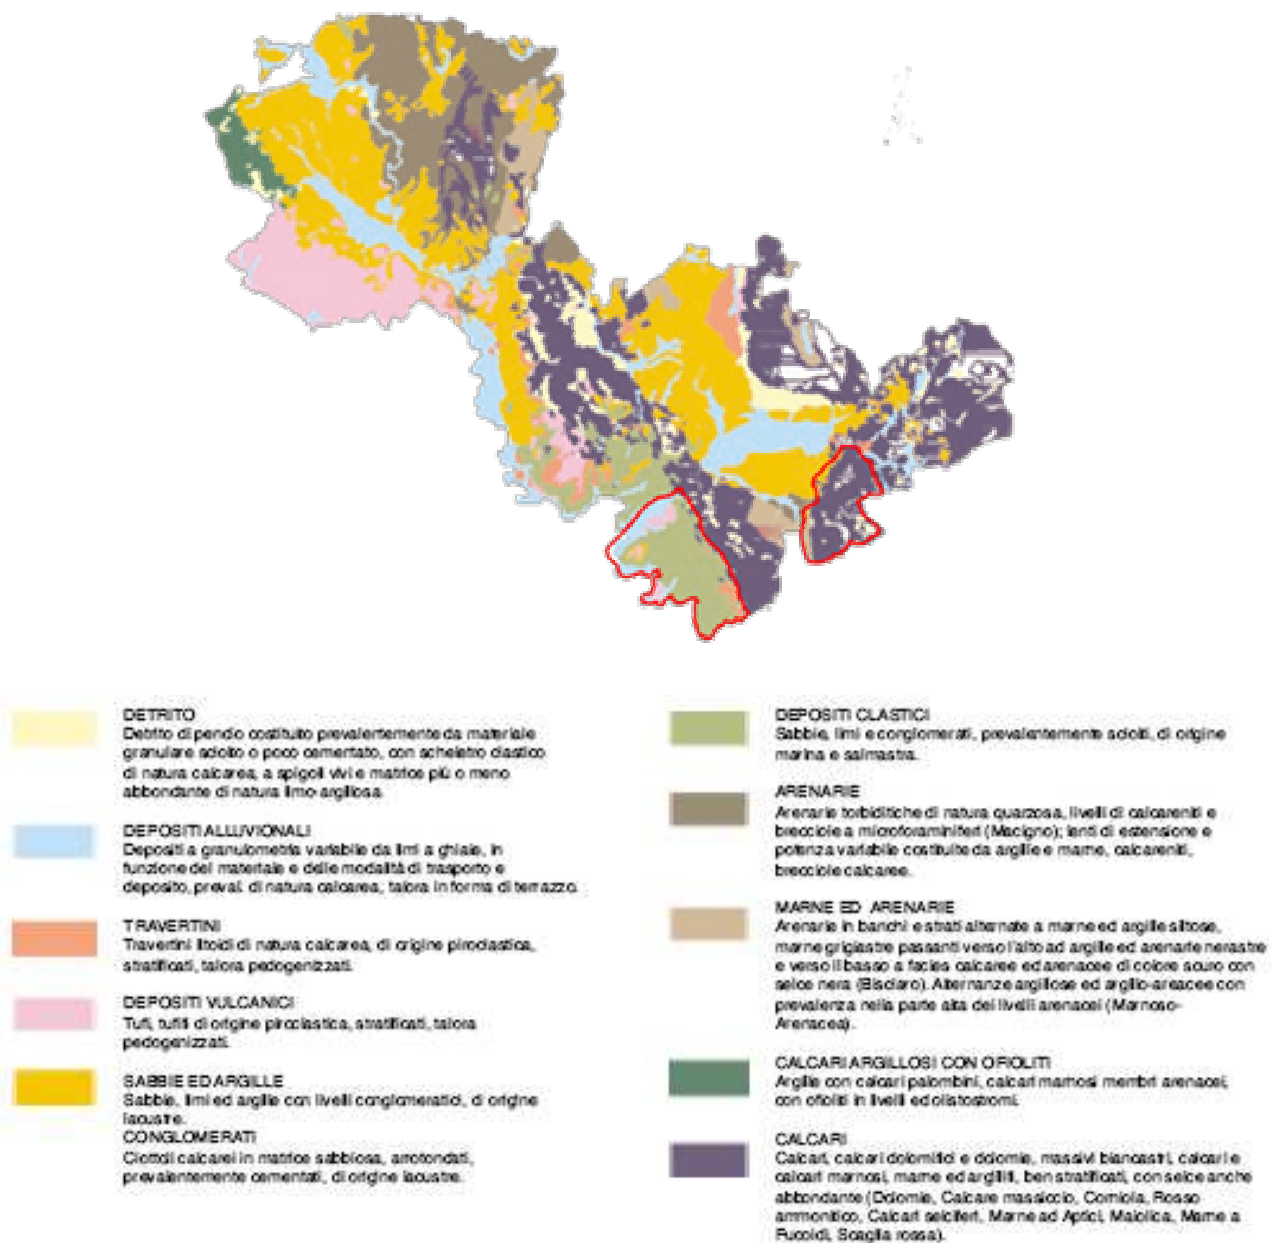 DETRITO
Detrito di pendio costituito prevalentemente da materiale
granulare sciolto o poco cementato, con scheletro clastico
di natura calcarea, a spigoli vivi e matrice più o meno
abbondante di natura limo-argillosa.
DEPOSITI ALLUVIONALI
Depositi a granulometria variabile da limi a ghiaie, in
funzione del materiale e delle modalità di trasporto e
deposito, preval. di natura calcarea, talora in forma di terrazzo.
TRAVERTINI
Travertini litoidi di natura calcarea, di origine piroclastica,
stratificati, talora pedogenizzati.
DEPOSITI VULCANICI
Tufi, tufiti di origine piroclastica, stratificati, talora
pedogenizzati.
SABBIE ED ARGILLE
Sabbie, limi ed argille con livelli conglomeratici, di origine
lacustre.
CONGLOMERATI
Ciottoli calcarei in matrice sabbiosa, arrotondati,
prevalentemente cementati, di origine lacustre.
DEPOSITI CLASTICI
Sabbie, limi e conglomerati, prevalentemente sciolti, di origine
marina e salmastra.
ARENARIE
Arenarie torbiditiche di natura quarzosa, livelli di calcareniti e
brecciole a microforaminiferi (Macigno); lenti di estensione e
potenza variabile costituite da argille e marne, calcareniti,
brecciole calcaree.
MARNE ED ARENARIE
Arenarie in banchi e strati alternate a marne ed argille siltose,
marne grigiastre passanti verso l'alto ad argille ed arenarie nerastre
e verso il basso a facies calcaree ed arenacee di colore scuro con
selce nera (Bisciaro). Alternanze argillose ed argillo-areacee con
prevalenza nella parte alta dei livelli arenacei (Marnoso-
Arenacea).
CALCARI ARGILLOSI CON OFIOLITI
Argille con calcari palombini, calcari marnosi membri arenacei,
con ofioliti in livelli ed olistostromi.
CALCARI
Calcari, calcari dolomitici e dolomie, massivi biancastri, calcari e
calcari marnosi, marne ed argilliti, ben stratificati, con selce anche
abbondante (Dolomie, Calcare massiccio, Corniola, Rosso
ammonitico, Calcari selciferi, Marne ad Aptici, Maiolica, Marne a
Fucoidi, Scaglia rossa).